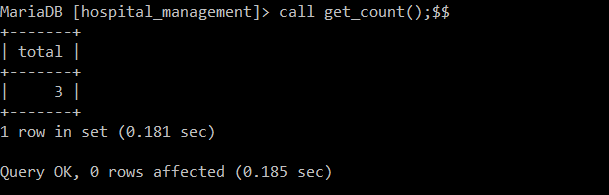 MariaDB [hospital_management]> call get_count();$$
+-------+
| total |
+-------+
|     3 |
+-------+
1 row in set (0.181 sec)

Query OK, 0 rows affected (0.185 sec)